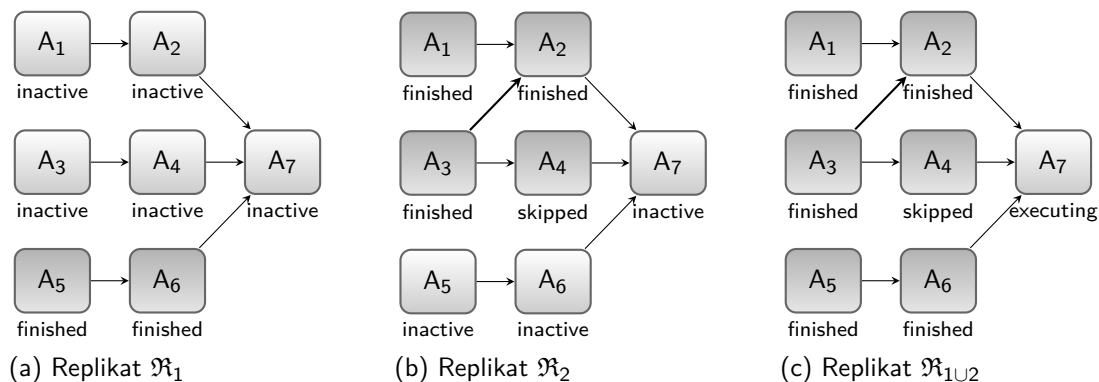 A1 A2
inactive inactive
A3 A4 A7
inactive inactive inactive
A5 A6
finished finished
(a) Replikat ℜ1
A1 A2
finished finished
A3 A4 A7
finished skipped inactive
A5 A6
inactive inactive
(b) Replikat ℜ2
A1 A2
finished finished
A3 A4 A7
finished skipped executing
A5 A6
finished finished
(c) Replikat ℜ1∪2